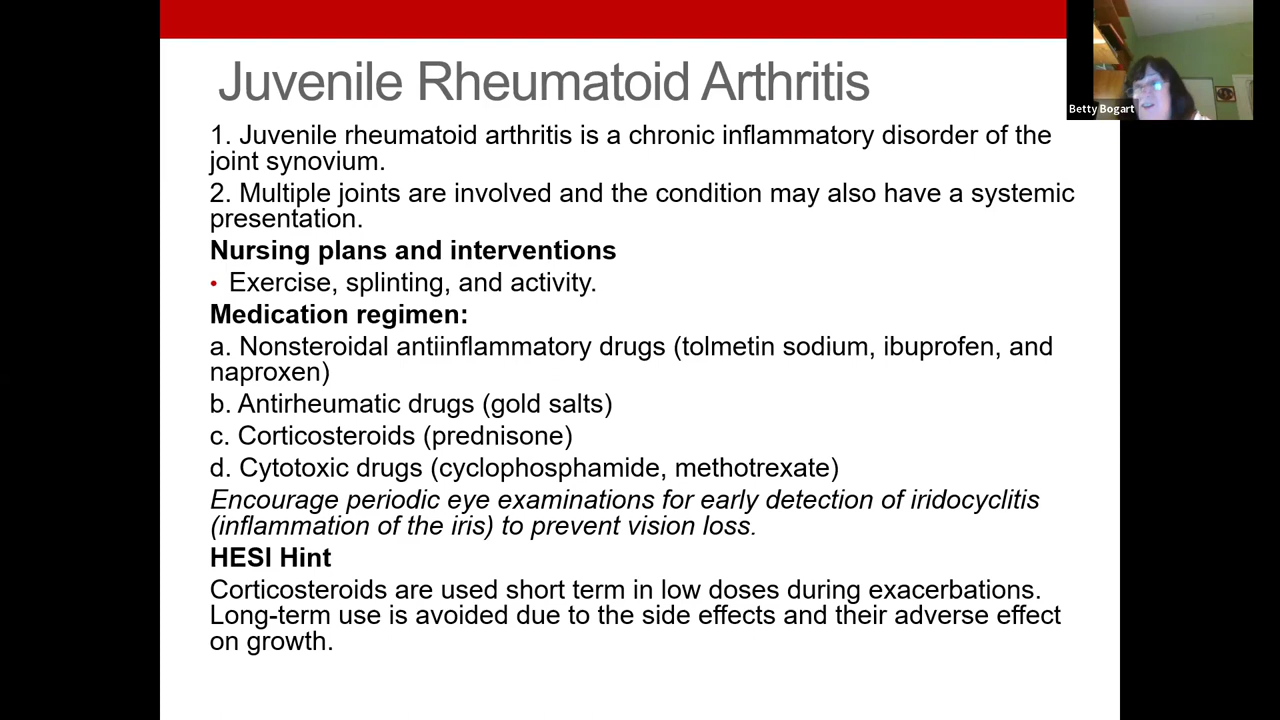 Juvenile Rheumatoid Arthritis
Betty Bogart
1. Juvenile rheumatoid arthritis is a chronic inflammatory disorder of the
joint synovium.
2. Multiple joints are involved and the condition may also have a systemic
presentation.
Nursing plans and interventions
• Exercise, splinting, and activity.
Medication regimen:
a. Nonsteroidal antiinflammatory drugs (tolmetin sodium, ibuprofen, and
naproxen)
b. Antirheumatic drugs (gold salts)
c. Corticosteroids (prednisone)
d. Cytotoxic drugs (cyclophosphamide, methotrexate)
Encourage periodic eye examinations for early detection of iridocyclitis
(inflammation of the iris) to prevent vision loss.
HESI Hint
Corticosteroids are used short term in low doses during exacerbations.
Long-term use is avoided due to the side effects and their adverse effect
on growth.